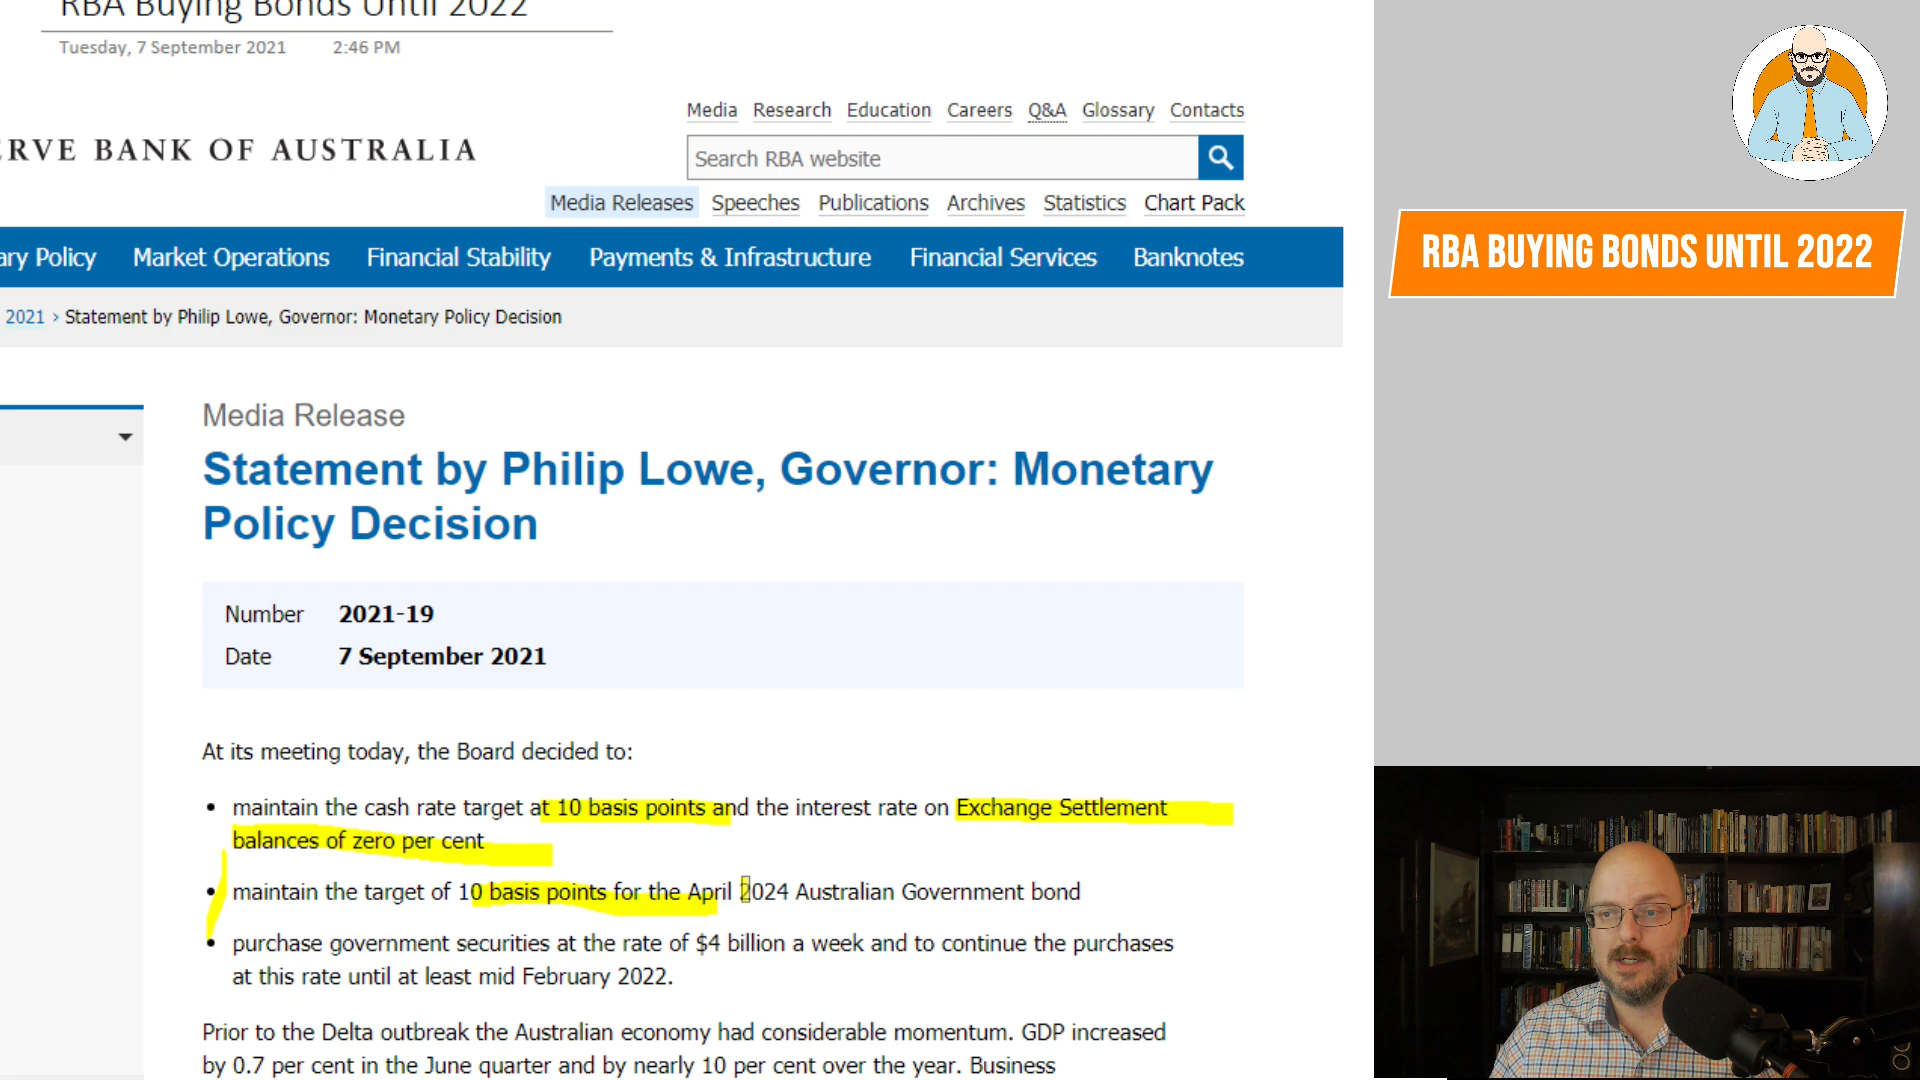 RBA Buying Bonds Until 2022
Tuesday, 7 September 2021 2:46 PM
Media Research Education Careers Q&A Glossary Contacts
ERVE BANK OF AUSTRALIA
Search RBA website
Media Releases Speeches Publications Archives Statistics Chart Pack
ary Policy Market Operations Financial Stability Payments & Infrastructure Financial Services Banknotes
2021 › Statement by Philip Lowe, Governor: Monetary Policy Decision
Media Release
Statement by Philip Lowe, Governor: Monetary
Policy Decision
Number 2021-19
Date 7 September 2021
At its meeting today, the Board decided to:
• maintain the cash rate target at 10 basis points and the interest rate on Exchange Settlement
balances of zero per cent
• maintain the target of 10 basis points for the April 2024 Australian Government bond
• purchase government securities at the rate of $4 billion a week and to continue the purchases
at this rate until at least mid February 2022.
Prior to the Delta outbreak the Australian economy had considerable momentum. GDP increased
by 0.7 per cent in the June quarter and by nearly 10 per cent over the year. Business
RBA BUYING BONDS UNTIL 2022